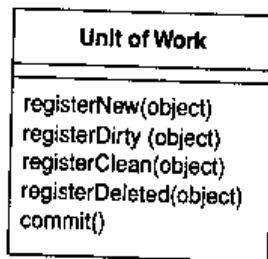 Unit of Work
registerNew(object)
registerDirty (object)
registerClean(object)
registerDeleted(object)
commit()